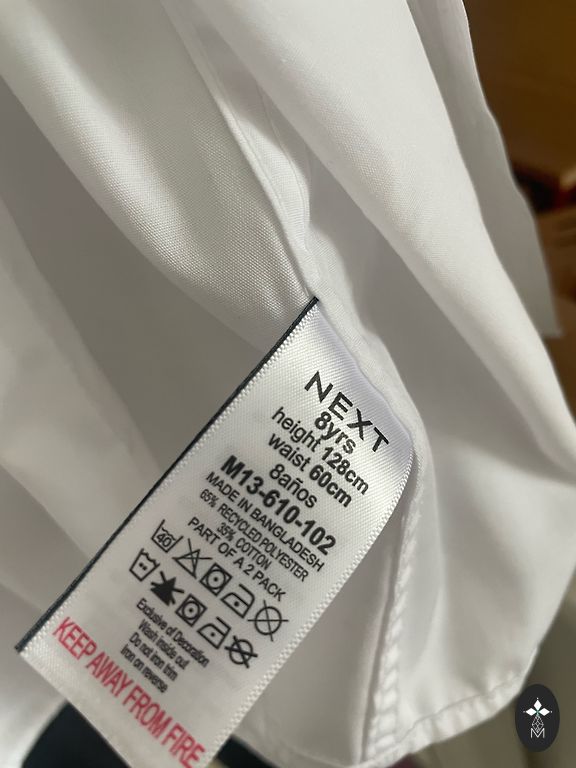 NEXT
8yrs
height 128cm
waist 60cm
8años
M13-610-102
MADE IN BANGLADESH
65% RECYCLED POLYESTER
35% COTTON
PART OF A 2 PACK
40
Exclusive of Decoration
Wash inside out
Do not iron trim
Iron on reverse
KEEP AWAY FROM FIRE
M